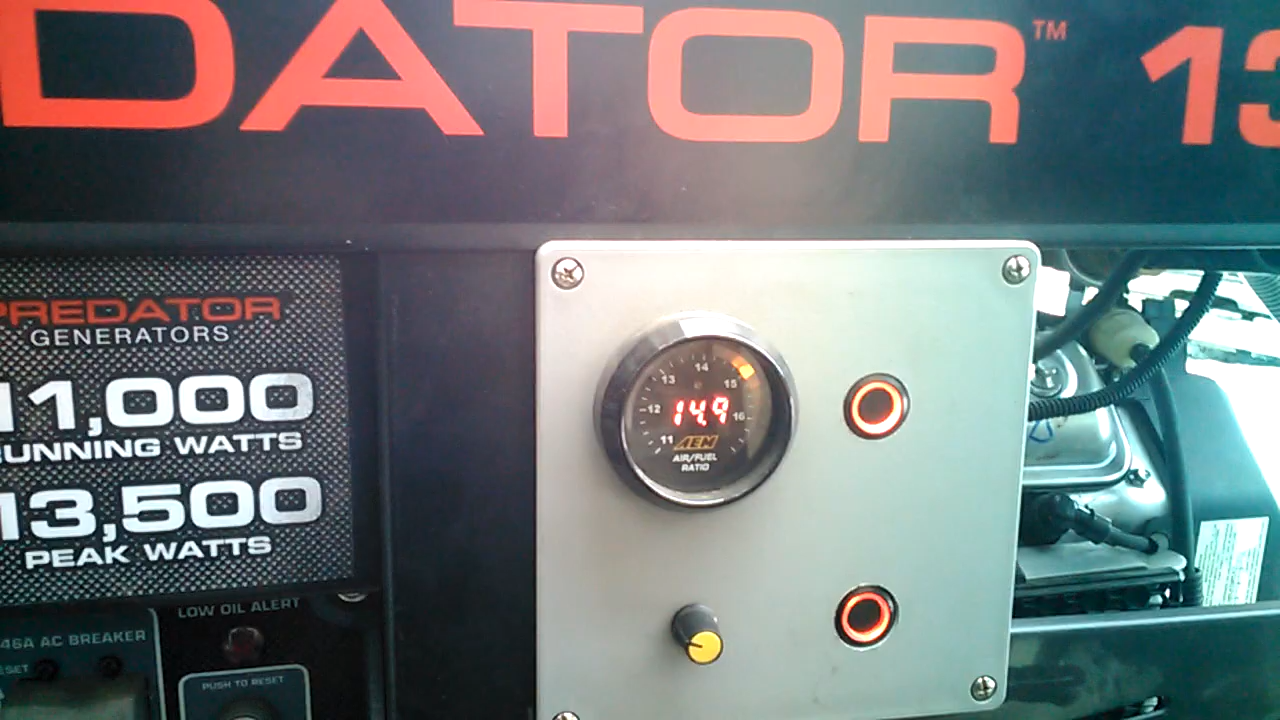 DATOR™ 13
PREDATOR
GENERATORS
11,000
RUNNING WATTS
13,500
PEAK WATTS
LOW OIL ALERT
46A AC BREAKER
RESET
PUSH TO RESET
14
13
15
12
14.9
16
11
AEM
AIR/FUEL
RATIO